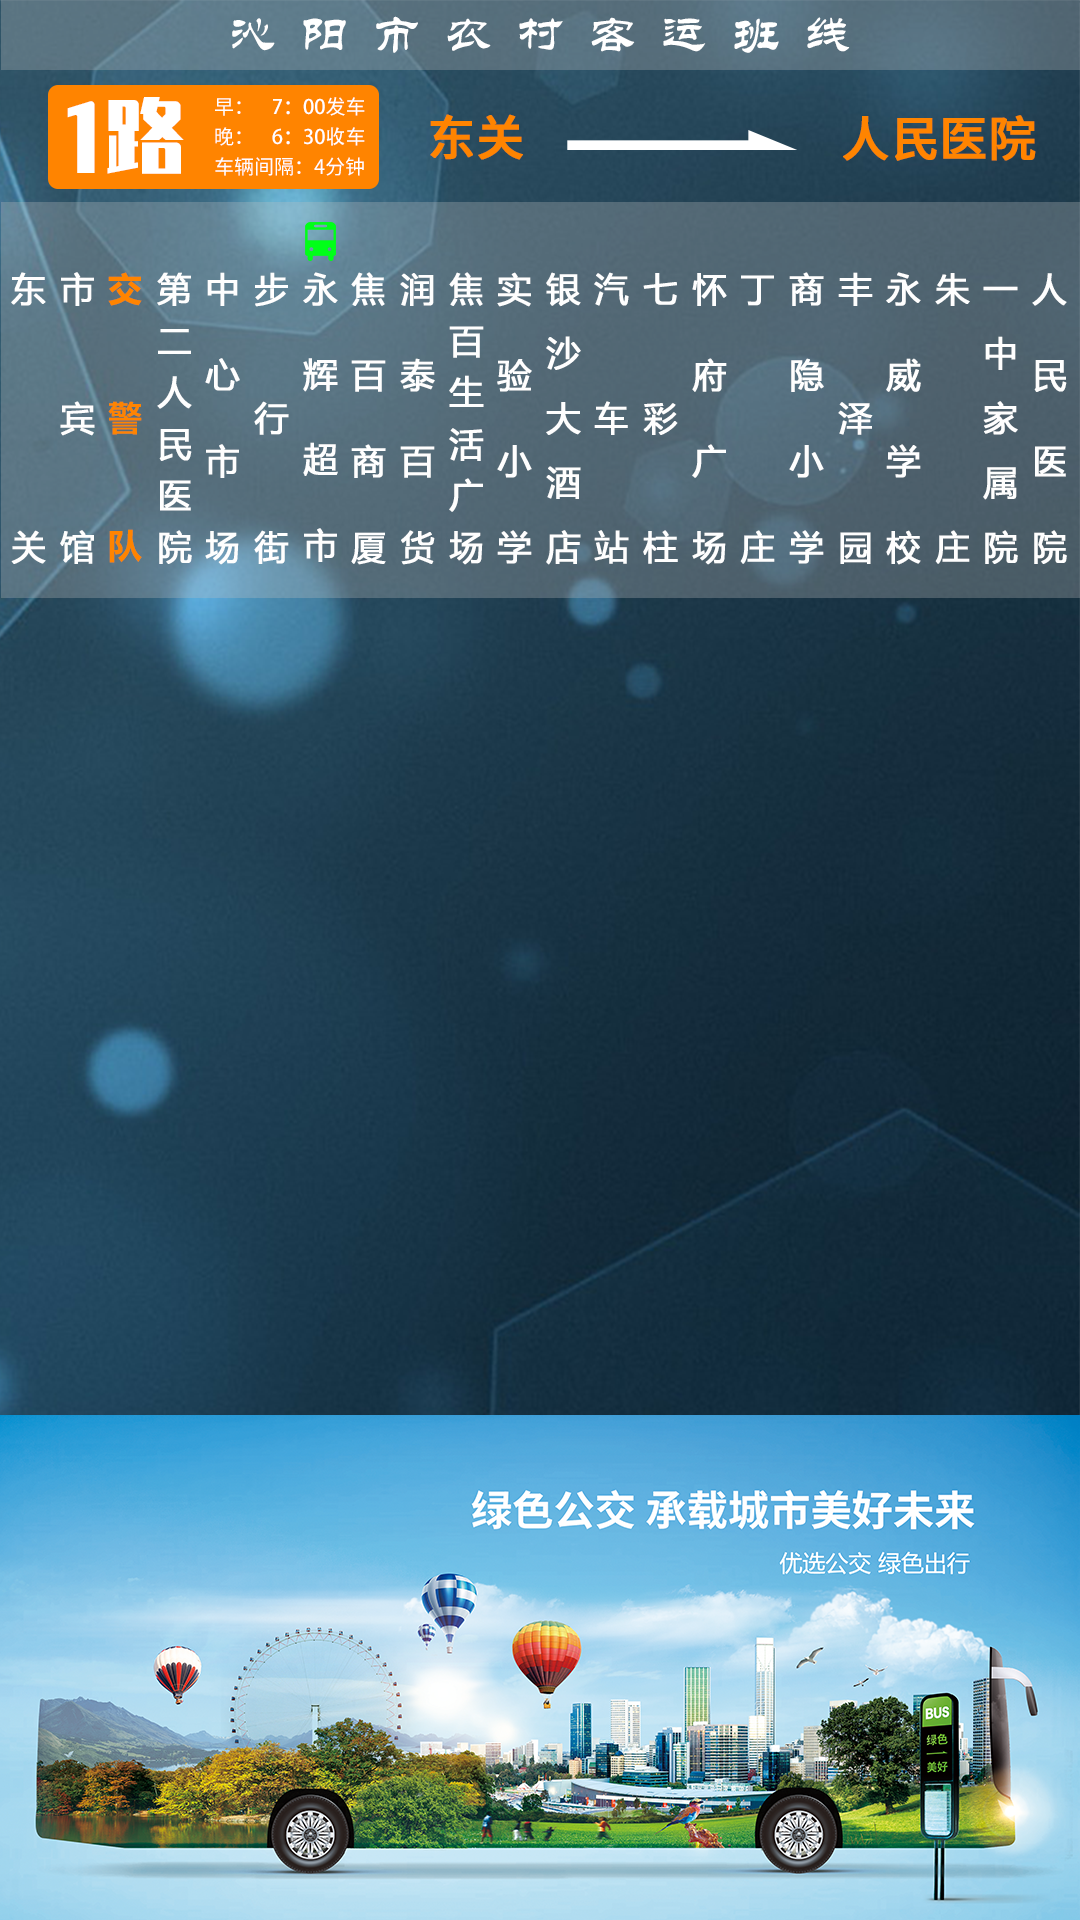 沁阳市农村客运班线
1路
早： 7：00发车
晚： 6：30收车
车辆间隔：4分钟
东关
人民医院
东关
市宾馆
交警队
第二人民医院
中心市场
步行街
永辉超市
焦百商厦
润泰百货
焦百生活广场
实验小学
银沙大酒店
汽车站
七彩柱
怀府广场
丁庄
商隐小学
丰泽园
永威学校
朱庄
一中家属院
人民医院
绿色公交 承载城市美好未来
优选公交 绿色出行
BUS
绿色
美好